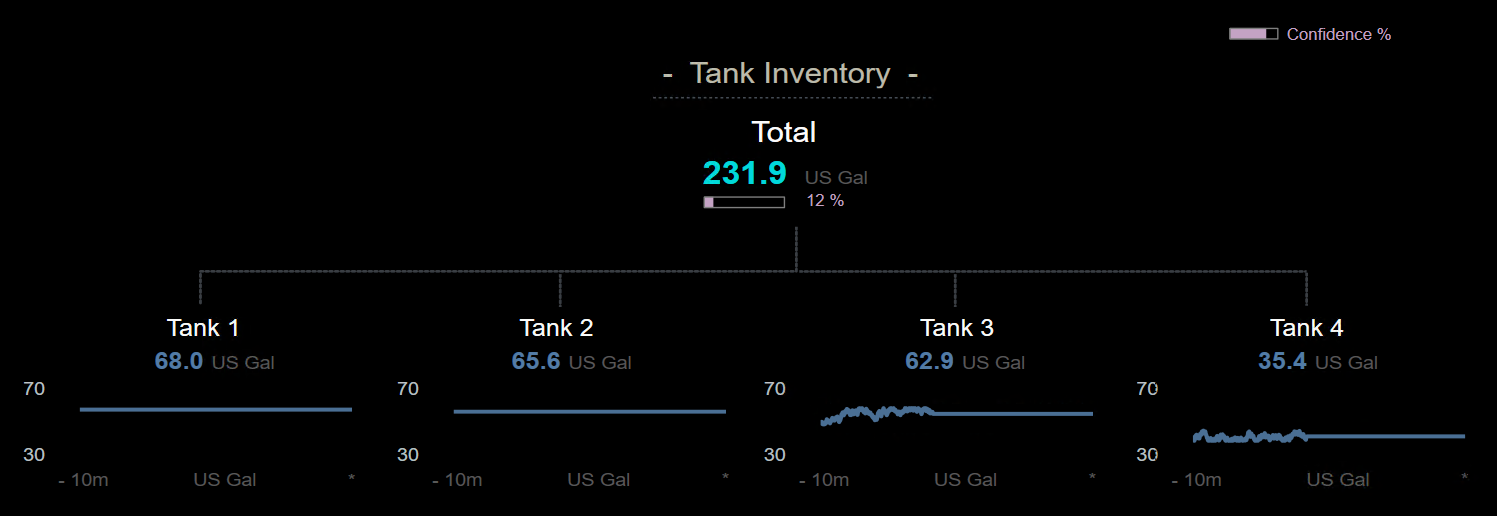 Confidence %
- Tank Inventory -
Total
231.9 US Gal
12 %
Tank 1 Tank 2 Tank 3 Tank 4
68.0 US Gal 65.6 US Gal 62.9 US Gal 35.4 US Gal
70 70 70 70
30 30 30 30
- 10m US Gal * - 10m US Gal * - 10m US Gal * - 10m US Gal *